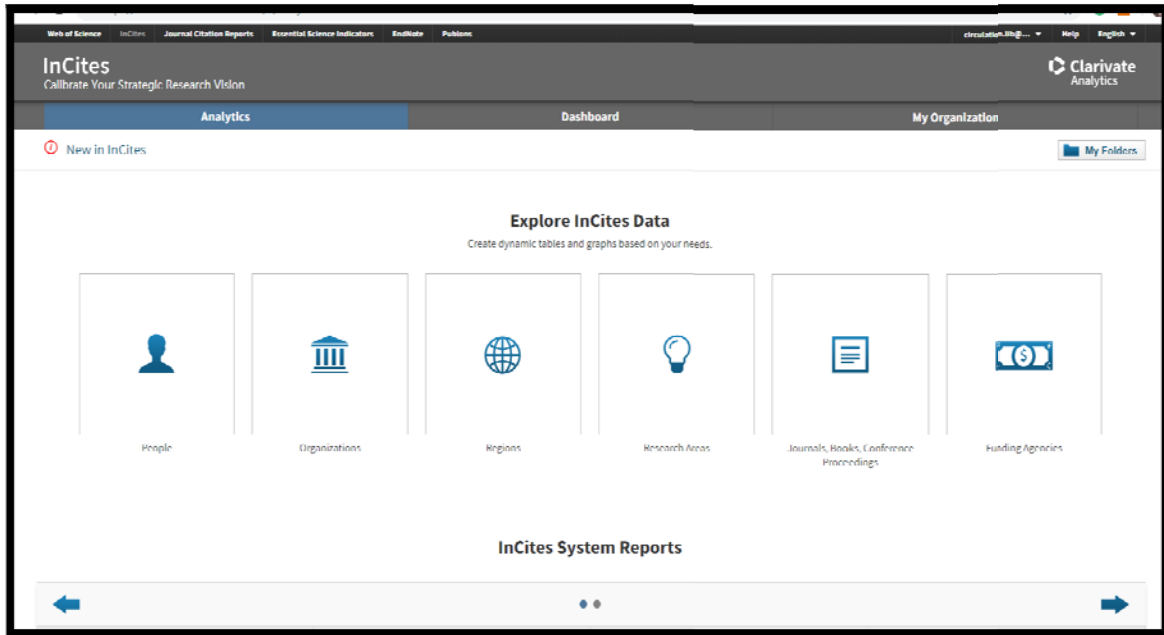 Web of Science InCites Journal Citation Reports Essential Science Indicators EndNote Publons circulation.lib@... Help English
InCites
Calibrate Your Strategic Research Vision
Clarivate
Analytics
Analytics Dashboard My Organization
New in InCites
My Folders
Explore InCites Data
Create dynamic tables and graphs based on your needs.
People Organizations Regions Research Areas Journals, Books, Conference Proceedings Funding Agencies
InCites System Reports